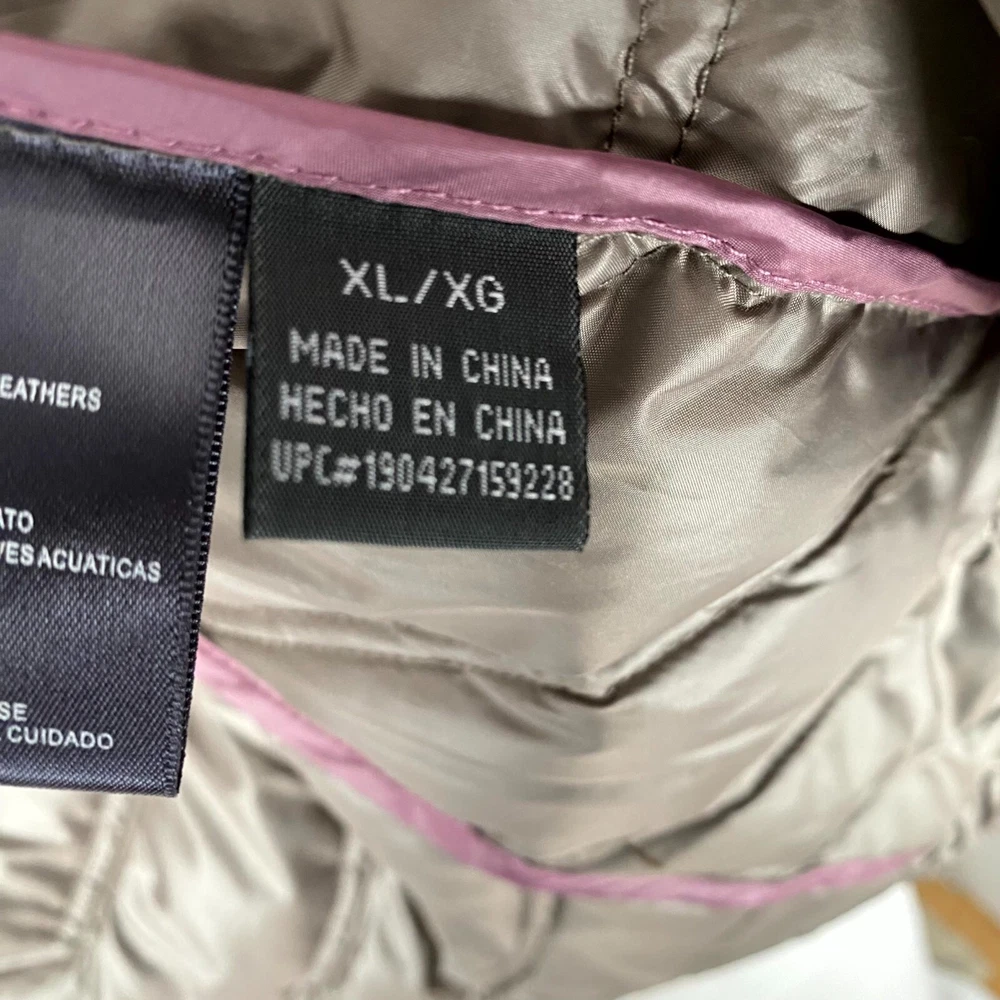 EATHERS
ATO
VES ACUATICAS
SE
CUIDADO
XL/XG
MADE IN CHINA
HECHO EN CHINA
UPC#190427159228